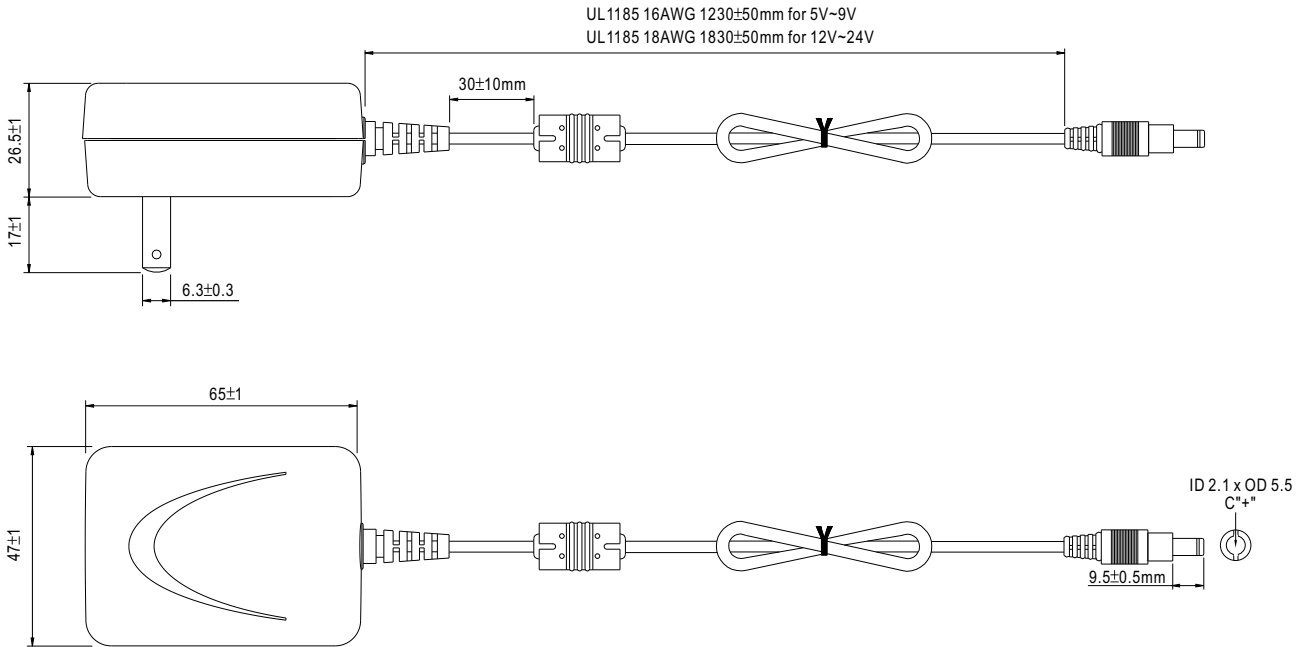 UL1185 16AWG 1230±50mm for 5V~9V
UL1185 18AWG 1830±50mm for 12V~24V
30±10mm
26.5±1
17±1
6.3±0.3
65±1
47±1
ID 2.1 x OD 5.5
C"+"
9.5±0.5mm